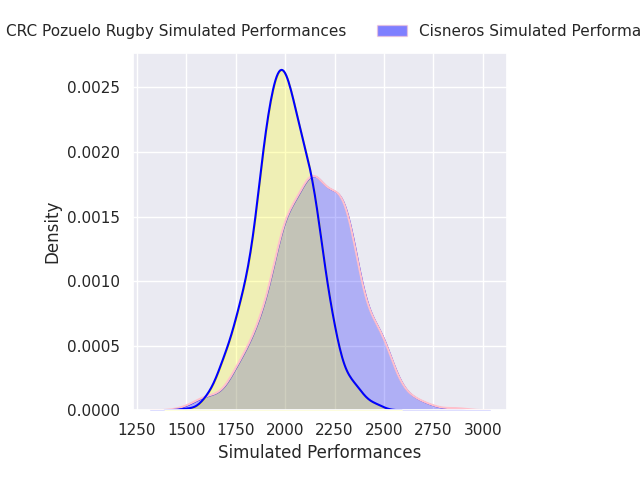 CRC Pozuelo Rugby Simulated Performances Cisneros Simulated Performa
0.0025
0.0020
0.0015
0.0010
0.0005
0.0000
Density
1250 1500 1750 2000 2250 2500 2750 3000
Simulated Performances